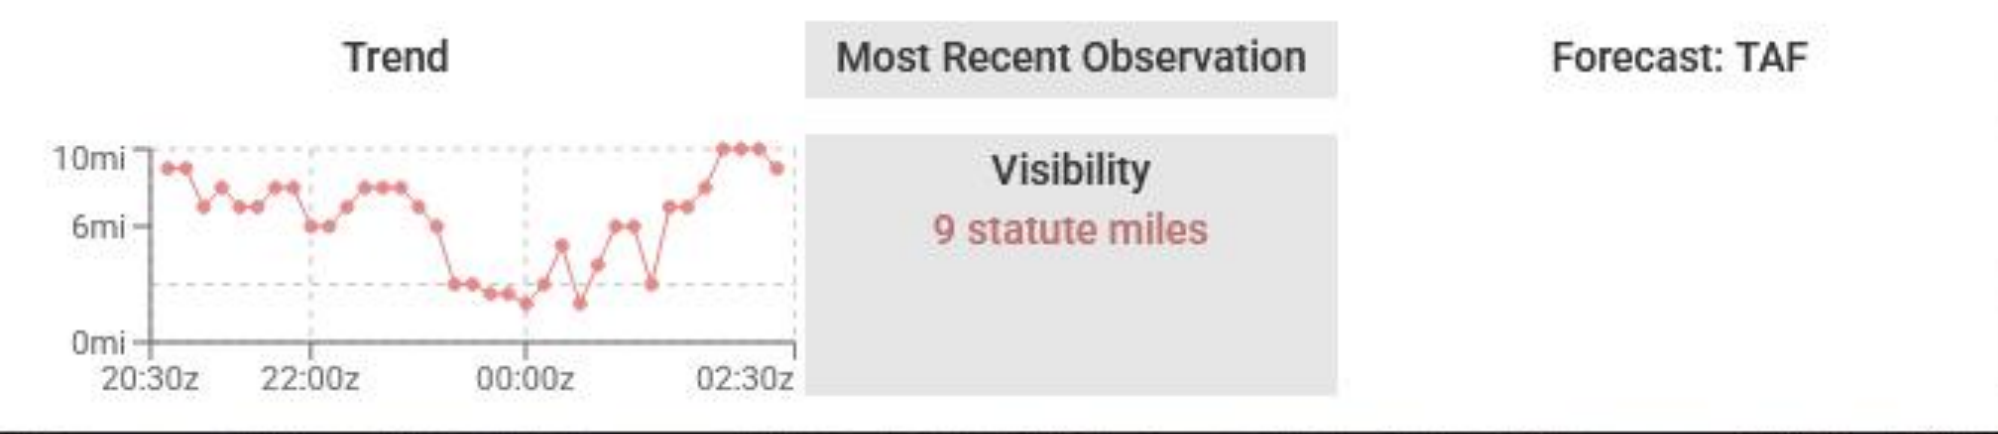 Trend
Most Recent Observation
Forecast: TAF
10mi
6mi
0mi
20:30z
22:00z
00:00z
02:30z
Visibility
9 statute miles